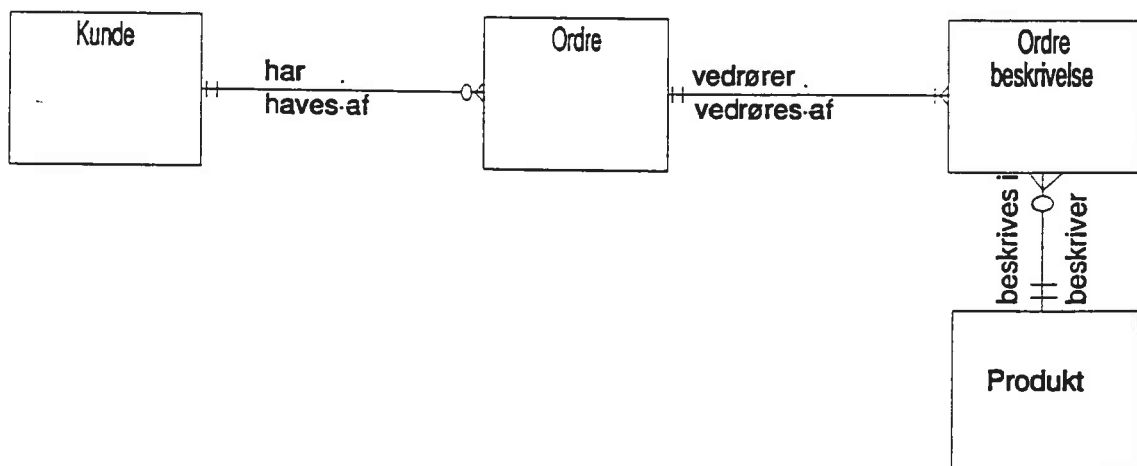 Kunde
har
haves af
Ordre
vedrører
vedrøres af
Ordre
beskrivelse
beskrives i
beskriver
Produkt